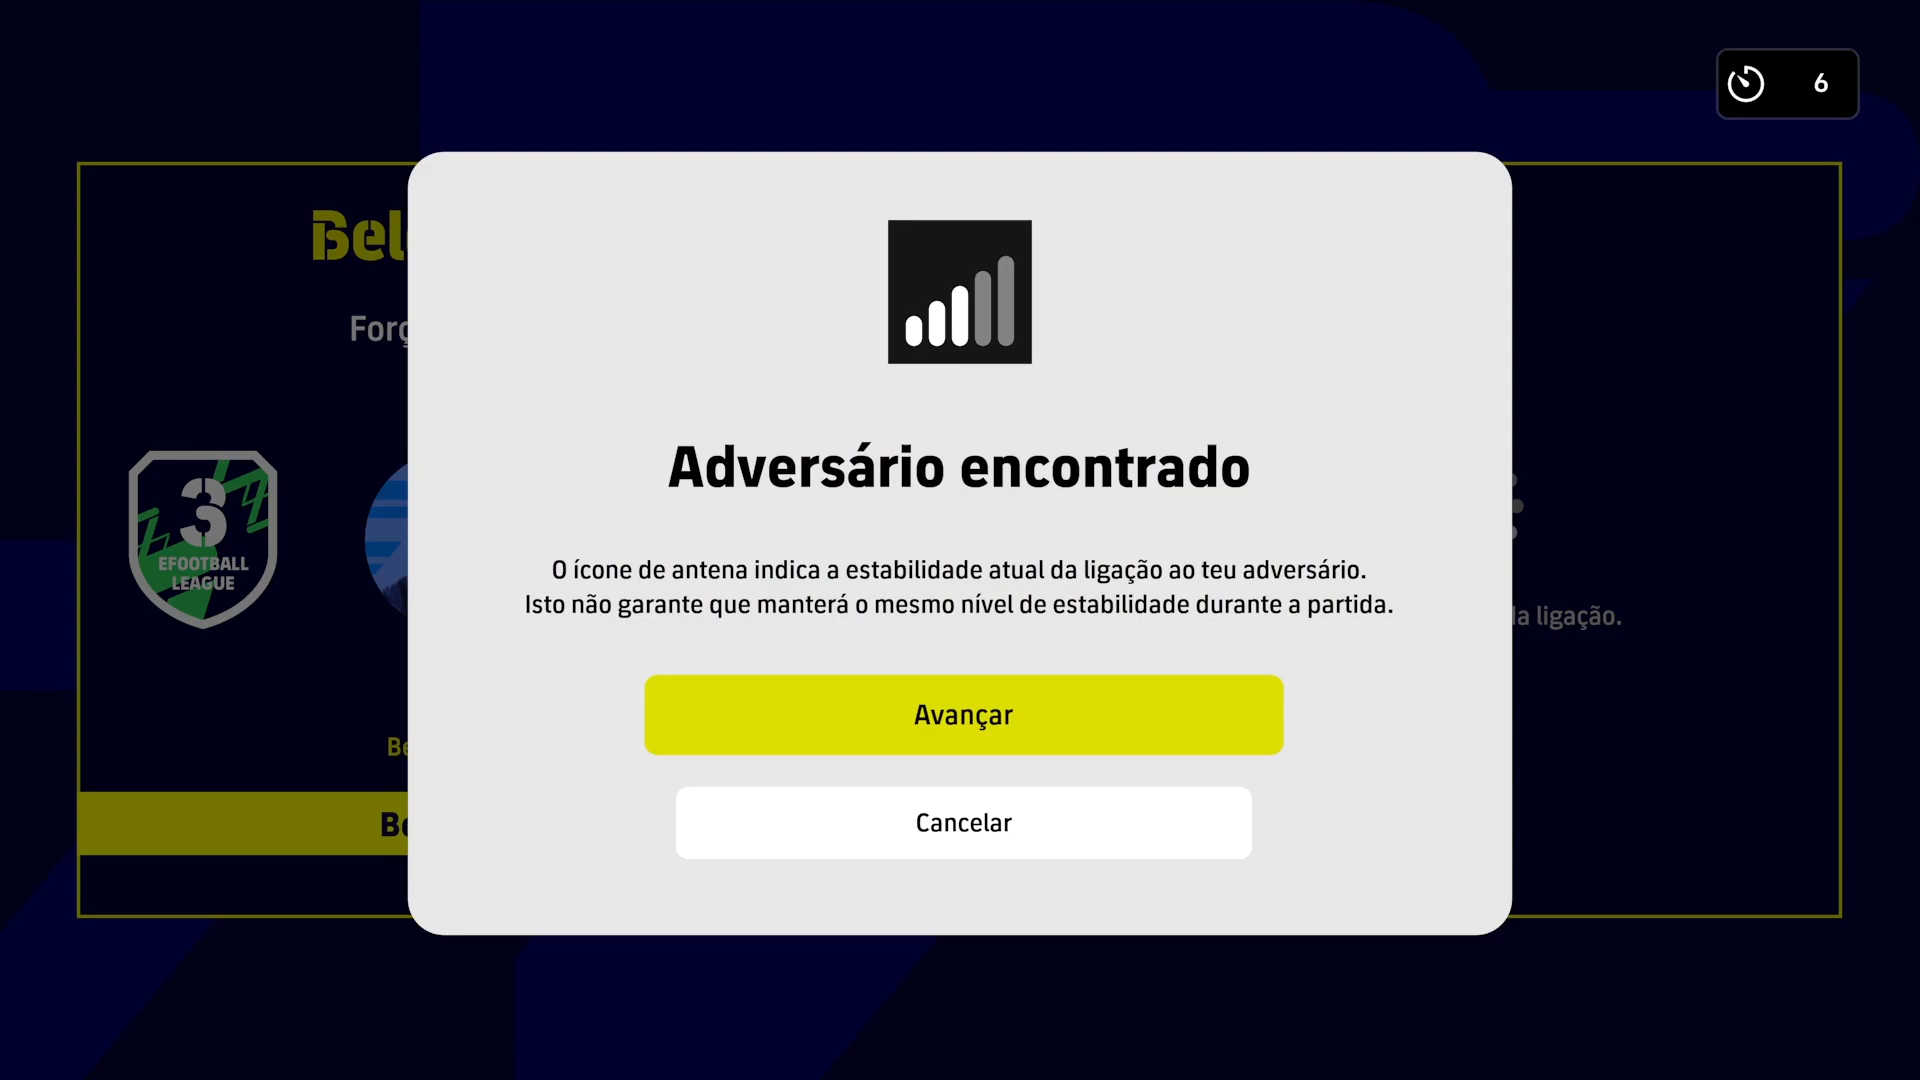 6
Adversário encontrado
O ícone de antena indica a estabilidade atual da ligação ao teu adversário.
Isto não garante que manterá o mesmo nível de estabilidade durante a partida.
Avançar
Cancelar
3
EFOOTBALL
LEAGUE
ligação.